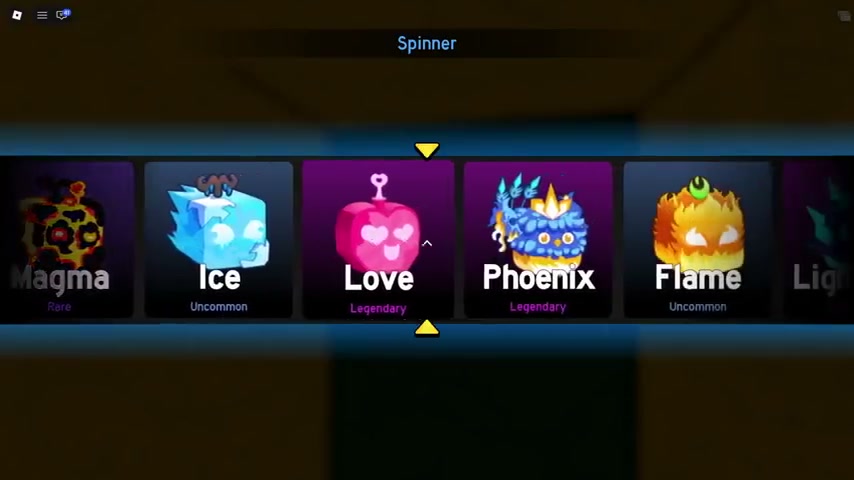 Spinner
Magma
Rare
Ice
Uncommon
Love
Legendary
Phoenix
Legendary
Flame
Uncommon